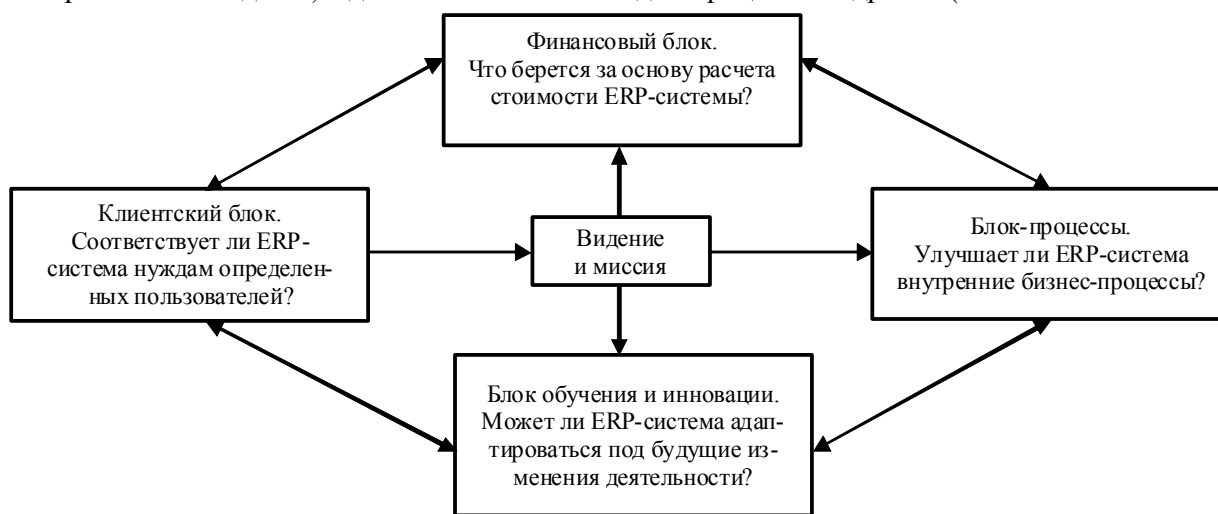 Финансовый блок.
Что берется за основу расчета
стоимости ERP-системы?
Клиентский блок.
Соответствует ли ERP-
система нуждам определен-
ных пользователей?
Видение
и миссия
Блок-процессы.
Улучшает ли ERP-система
внутренние бизнес-процессы?
Блок обучения и инновации.
Может ли ERP-система адап-
тироваться под будущие из-
менения деятельности?